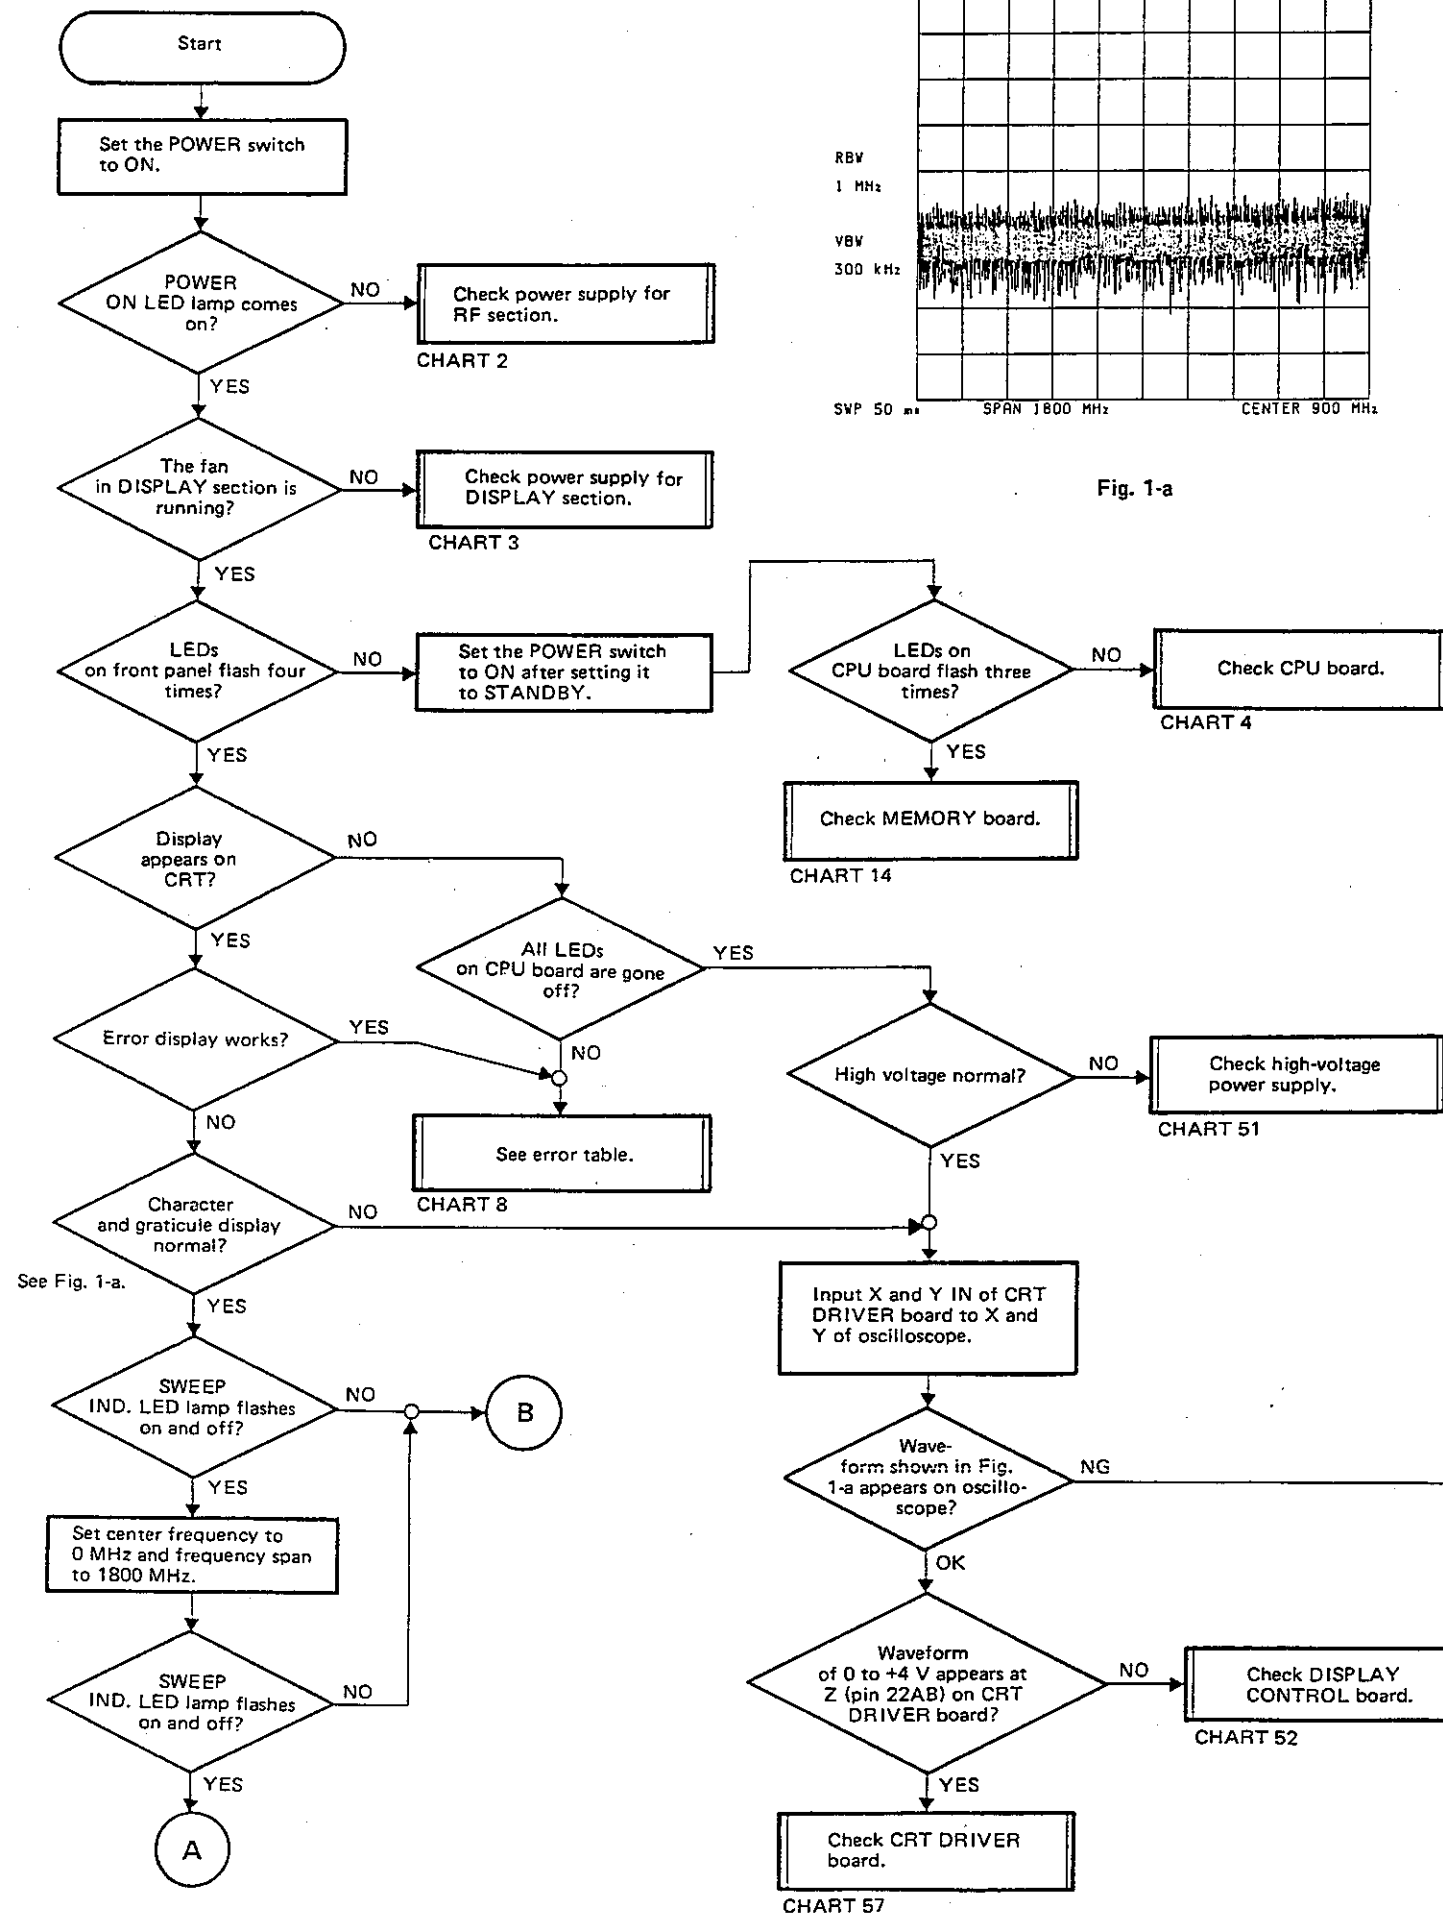 Start
Set the POWER switch
to ON.
POWER
ON LED lamp comes
on?
NO
Check power supply for
RF section.
CHART 2
YES
The fan
in DISPLAY section is
running?
NO
Check power supply for
DISPLAY section.
CHART 3
YES
LEDs
on front panel flash four
times?
NO
Set the POWER switch
to ON after setting it
to STANDBY.
LEDs on
CPU board flash three
times?
NO
Check CPU board.
CHART 4
YES
Check MEMORY board.
CHART 14
YES
Display
appears on
CRT?
NO
All LEDs
on CPU board are gone
off?
YES
NO
YES
Error display works?
YES
See error table.
CHART 8
High voltage normal?
NO
Check high-voltage
power supply.
CHART 51
YES
NO
Character
and graticule display
normal?
NO
See Fig. 1-a.
YES
Input X and Y IN of CRT
DRIVER board to X and
Y of oscilloscope.
SWEEP
IND. LED lamp flashes
on and off?
NO
B
YES
Wave-
form shown in Fig.
1-a appears on oscillo-
scope?
NG
OK
Set center frequency to
0 MHz and frequency span
to 1800 MHz.
SWEEP
IND. LED lamp flashes
on and off?
NO
YES
A
Waveform
of 0 to +4 V appears at
Z (pin 22AB) on CRT
DRIVER board?
NO
Check DISPLAY
CONTROL board.
CHART 52
YES
Check CRT DRIVER
board.
CHART 57
RBW
1 MHz
VBW
300 kHz
SWP 50 ms SPAN 1800 MHz CENTER 900 MHz
Fig. 1-a